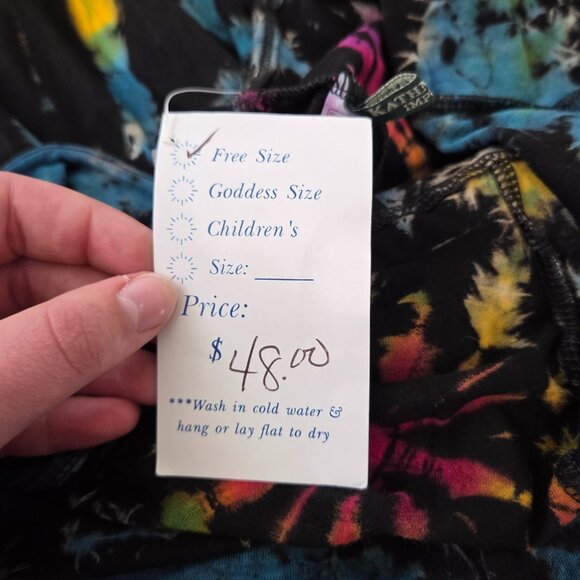 Free Size
Goddess Size
Children's
Size: ______
Price:
$ 48.00
***Wash in cold water &
hang or lay flat to dry